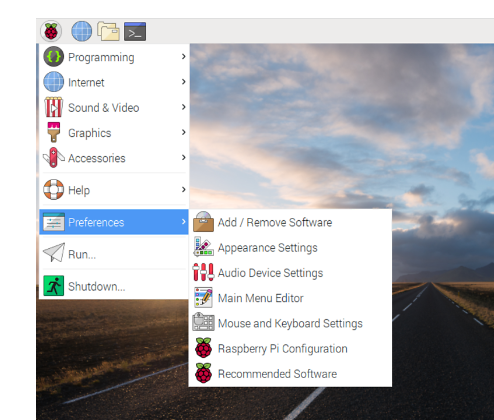 Programming
Internet
Sound & Video
Graphics
Accessories
Help
Preferences
Run...
Shutdown...
Add / Remove Software
Appearance Settings
Audio Device Settings
Main Menu Editor
Mouse and Keyboard Settings
Raspberry Pi Configuration
Recommended Software